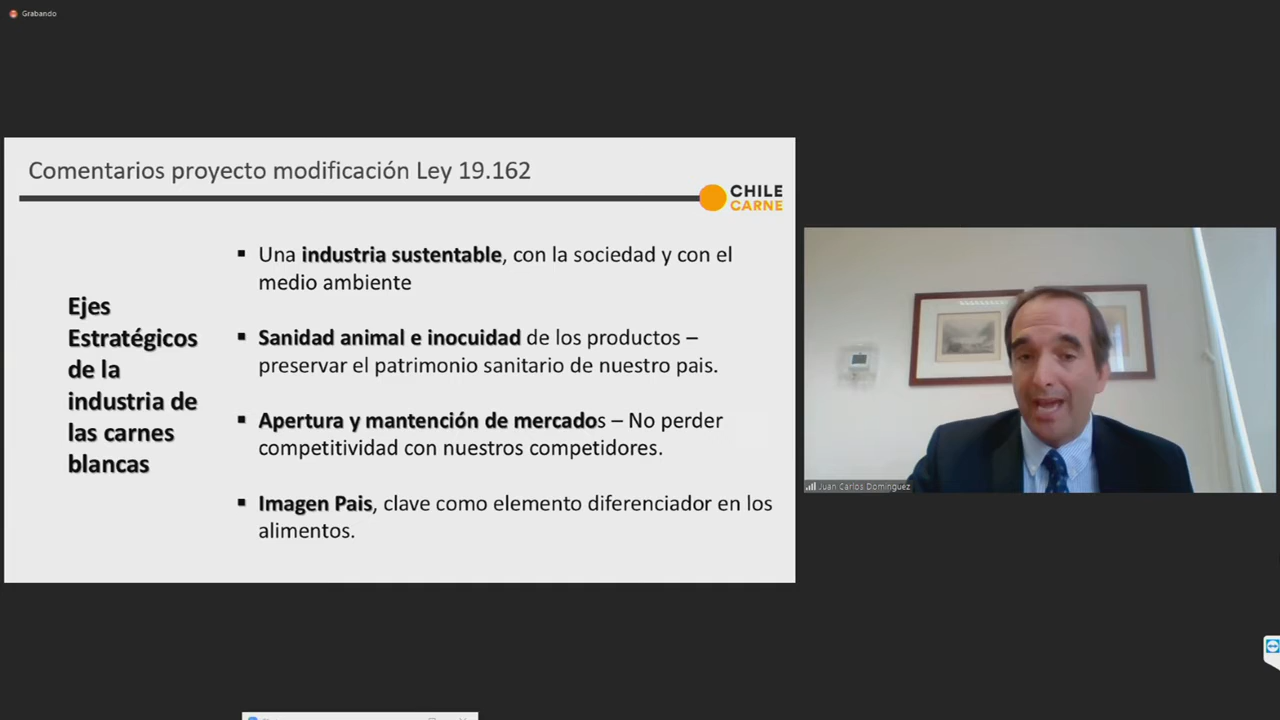 Grabando
Comentarios proyecto modificación Ley 19.162
CHILE
CARNE
Ejes
Estratégicos
de la
industria de
las carnes
blancas
▪ Una industria sustentable, con la sociedad y con el
medio ambiente
▪ Sanidad animal e inocuidad de los productos –
preservar el patrimonio sanitario de nuestro pais.
▪ Apertura y mantención de mercados – No perder
competitividad con nuestros competidores.
▪ Imagen Pais, clave como elemento diferenciador en los
alimentos.
Juan Carlos Domínguez